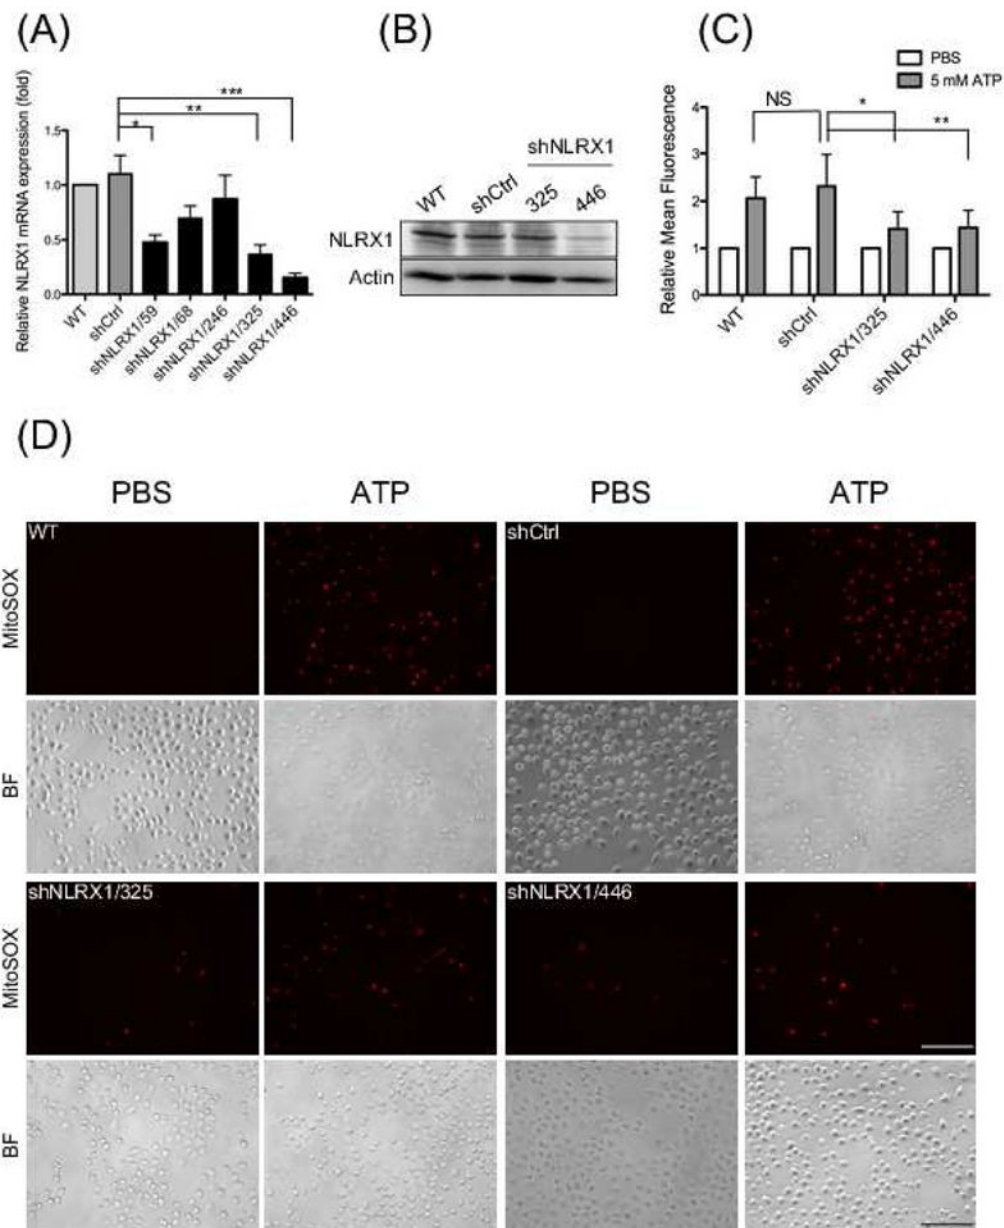 (A)
Relative NLRX1 mRNA expression (fold)
1.5
1.0
0.5
0.0
***
**
*
WT
shCtrl
shNLRX1/59
shNLRX1/68
shNLRX1/246
shNLRX1/325
shNLRX1/446
(B)
shNLRX1
WT
shCtrl
325
446
NLRX1
Actin
(C)
PBS
5 mM ATP
Relative Mean Fluorescence
4
3
2
1
0
NS
*
**
WT
shCtrl
shNLRX1/325
shNLRX1/446
(D)
PBS
ATP
PBS
ATP
MitoSOX
WT
shCtrl
BF
MitoSOX
shNLRX1/325
shNLRX1/446
BF